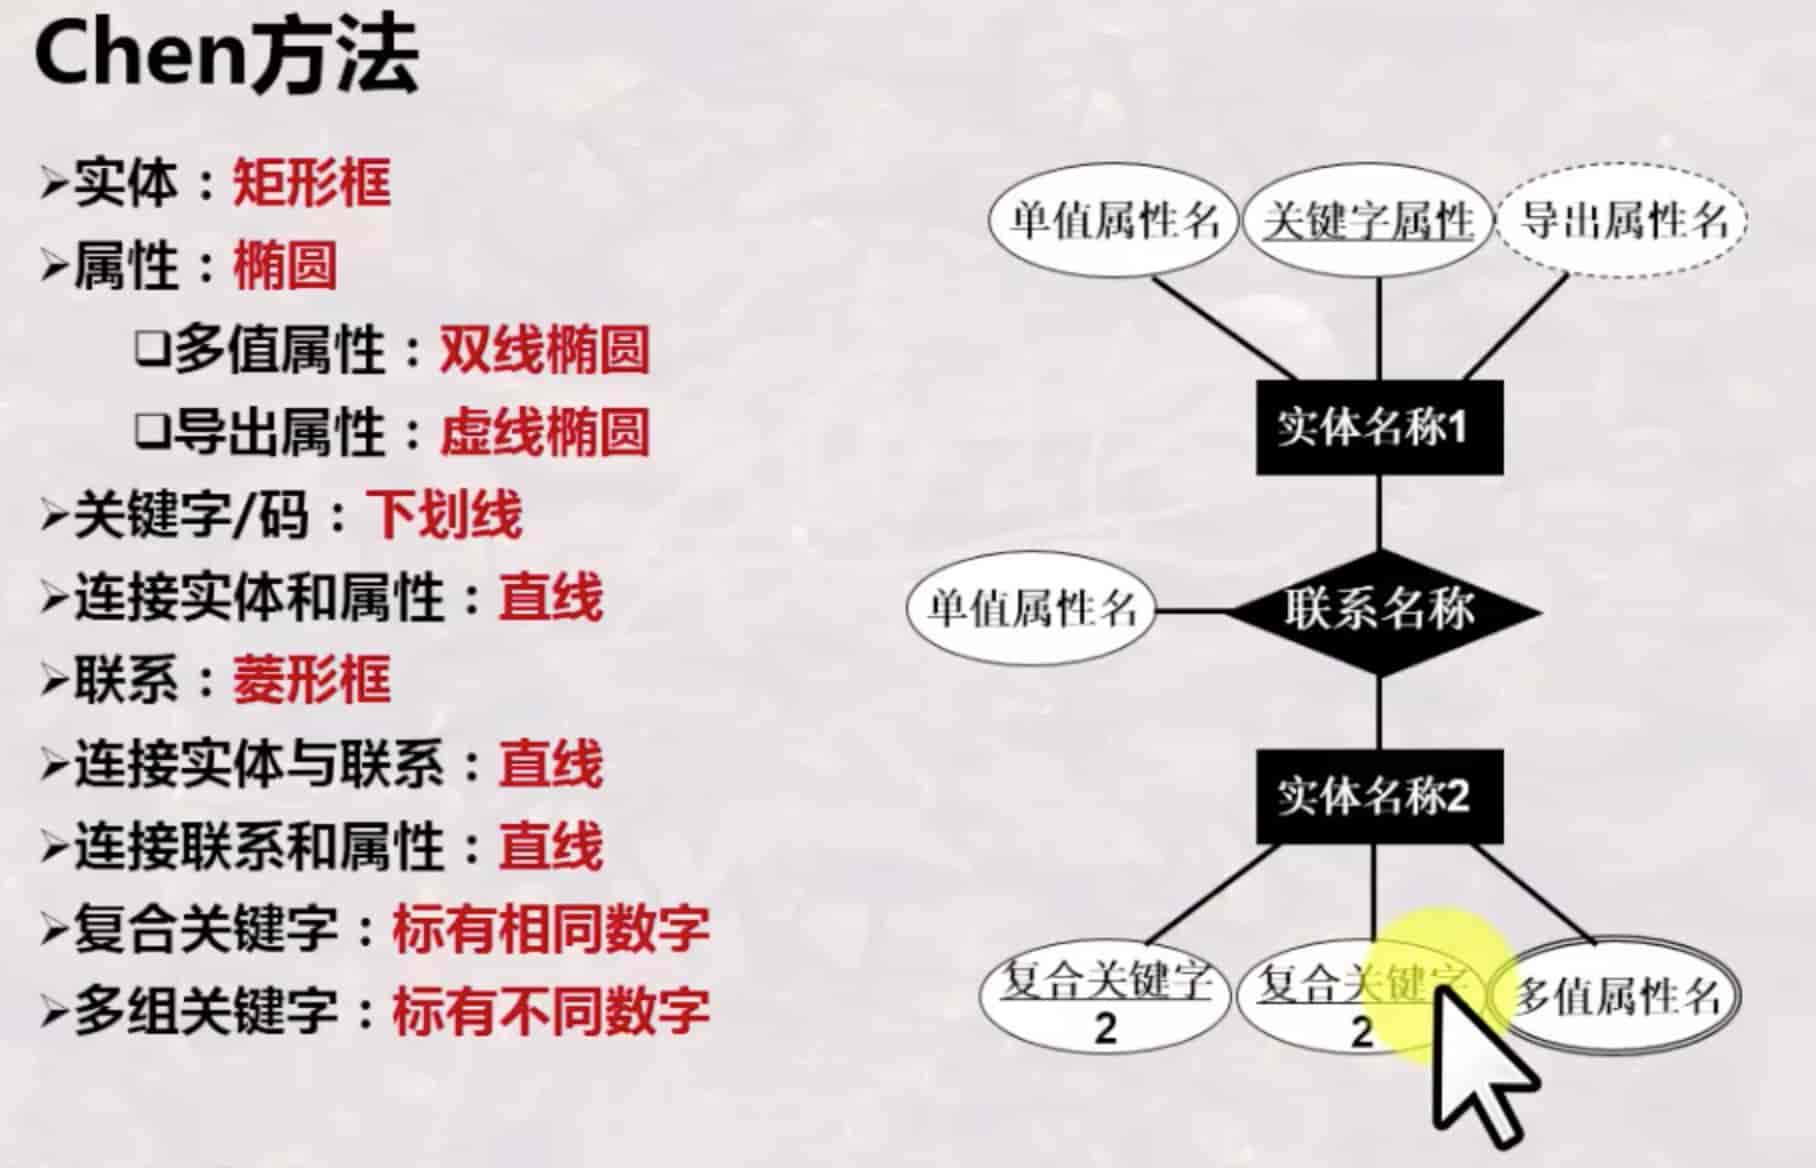 Chen方法
➢实体：矩形框
➢属性：椭圆
❑多值属性：双线椭圆
❑导出属性：虚线椭圆
➢关键字/码：下划线
➢连接实体和属性：直线
➢联系：菱形框
➢连接实体与联系：直线
➢连接联系和属性：直线
➢复合关键字：标有相同数字
➢多组关键字：标有不同数字
单值属性名
关键字属性
导出属性名
实体名称1
单值属性名
联系名称
实体名称2
复合关键字
2
复合关键字
2
多值属性名